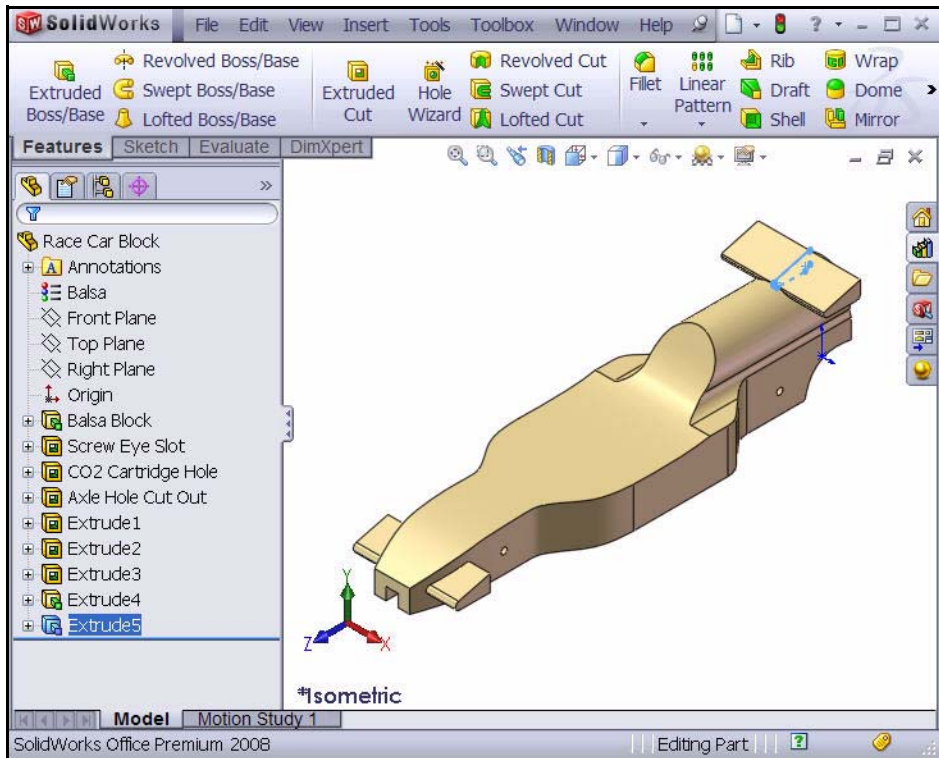 SolidWorks File Edit View Insert Tools Toolbox Window Help ?
Extruded Boss/Base
Revolved Boss/Base
Swept Boss/Base
Lofted Boss/Base
Extruded Cut
Hole Wizard
Revolved Cut
Swept Cut
Lofted Cut
Fillet
Linear Pattern
Rib
Draft
Shell
Wrap
Dome
Mirror
Features Sketch Evaluate DimXpert
Race Car Block
A Annotations
Balsa
Front Plane
Top Plane
Right Plane
Origin
Balsa Block
Screw Eye Slot
CO2 Cartridge Hole
Axle Hole Cut Out
Extrude1
Extrude2
Extrude3
Extrude4
Extrude5
Y
Z X
*Isometric
Model Motion Study 1
SolidWorks Office Premium 2008 Editing Part ?